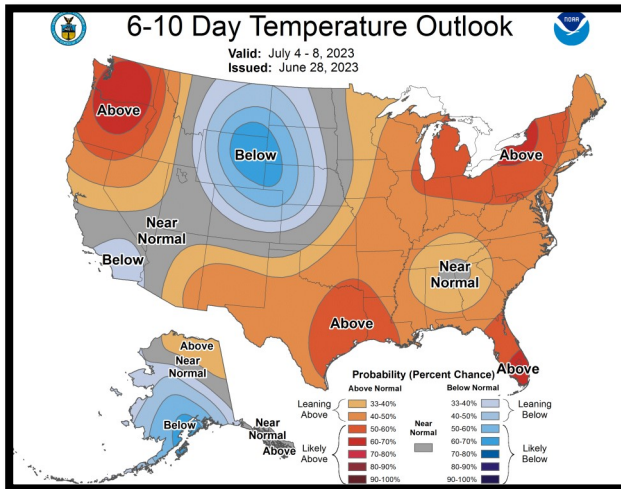 6-10 Day Temperature Outlook
NOAA
Valid: July 4 - 8, 2023
Issued: June 28, 2023
Above
Below
Above
Near
Normal
Below
Near
Normal
Above
Above
Above
Near
Normal
Below
Near
Normal
Above
Probability (Percent Chance)
Above Normal
Below Normal
Leaning
Above
33-40%
40-50%
50-60%
60-70%
70-80%
80-90%
90-100%
Likely
Above
Near
Normal
33-40%
40-50%
50-60%
60-70%
70-80%
80-90%
90-100%
Leaning
Below
Likely
Below